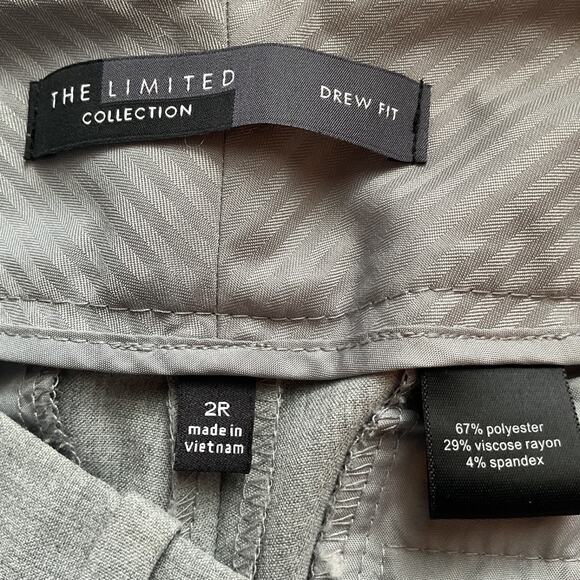 THE LIMITED
COLLECTION
DREW FIT
2R
made in
vietnam
67% polyester
29% viscose rayon
4% spandex